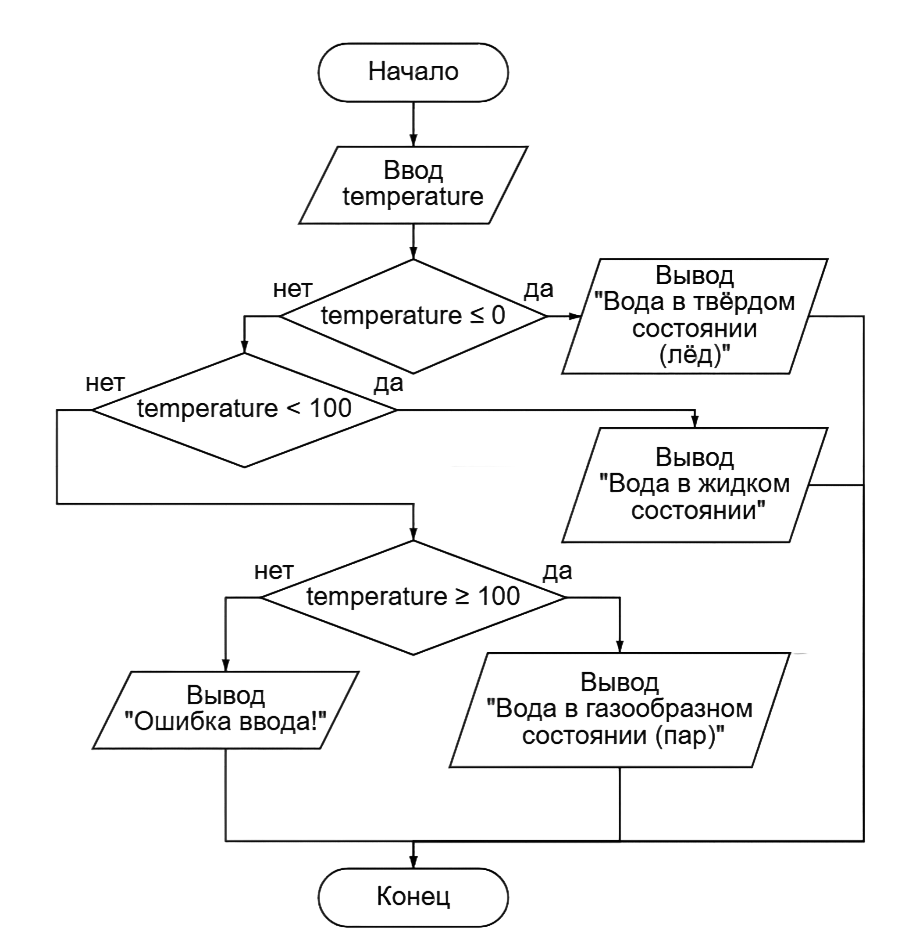 Начало
Ввод
temperature
нет
да
temperature ≤ 0
Вывод
"Вода в твёрдом
состоянии
(лёд)"
нет
да
temperature < 100
Вывод
"Вода в жидком
состоянии"
нет
да
temperature ≥ 100
Вывод
"Ошибка ввода!"
Вывод
"Вода в газообразном
состоянии (пар)"
Конец